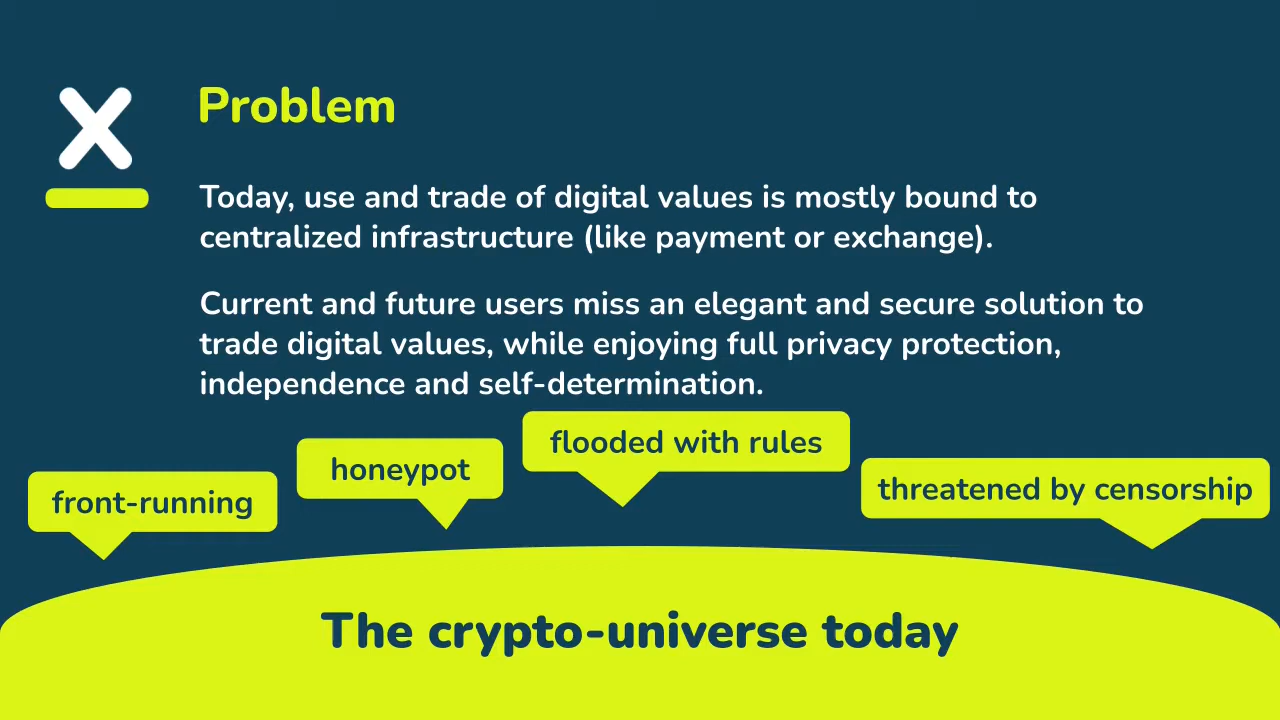 X
Problem
Today, use and trade of digital values is mostly bound to
centralized infrastructure (like payment or exchange).
Current and future users miss an elegant and secure solution to
trade digital values, while enjoying full privacy protection,
independence and self-determination.
front-running
honeypot
flooded with rules
threatened by censorship
The crypto-universe today